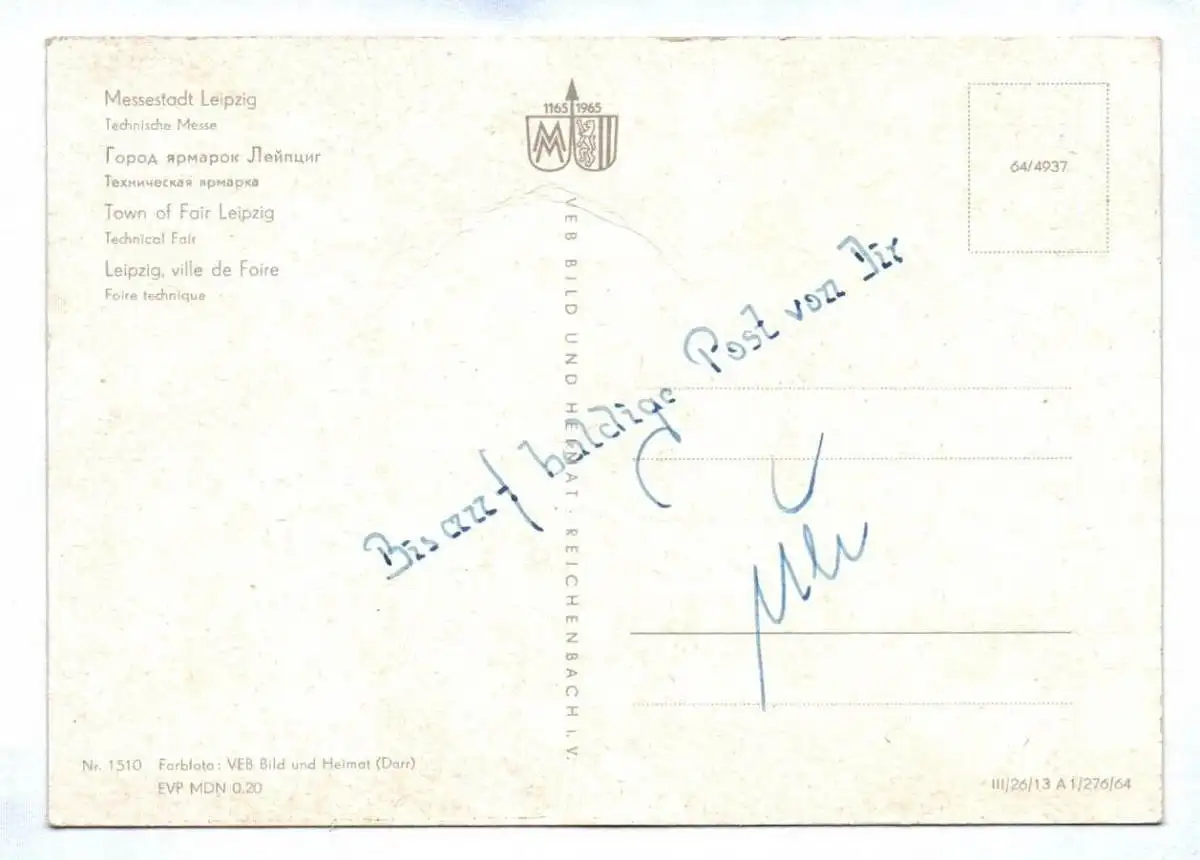 Messestadt Leipzig
Technische Messe
Город ярмарок Лейпциг
Техническая ярмарка
Town of Fair Leipzig
Technical Fair
Leipzig, ville de Foire
Foire technique
1165 1965
M
64/4937
VEB BILD UND HEIMAT · REICHENBACH i. V.
Bis auf baldige Post von Dir
Nr. 1510 Farbfoto: VEB Bild und Heimat (Darr)
EVP MDN 0.20
III/26/13 A 1/276/64